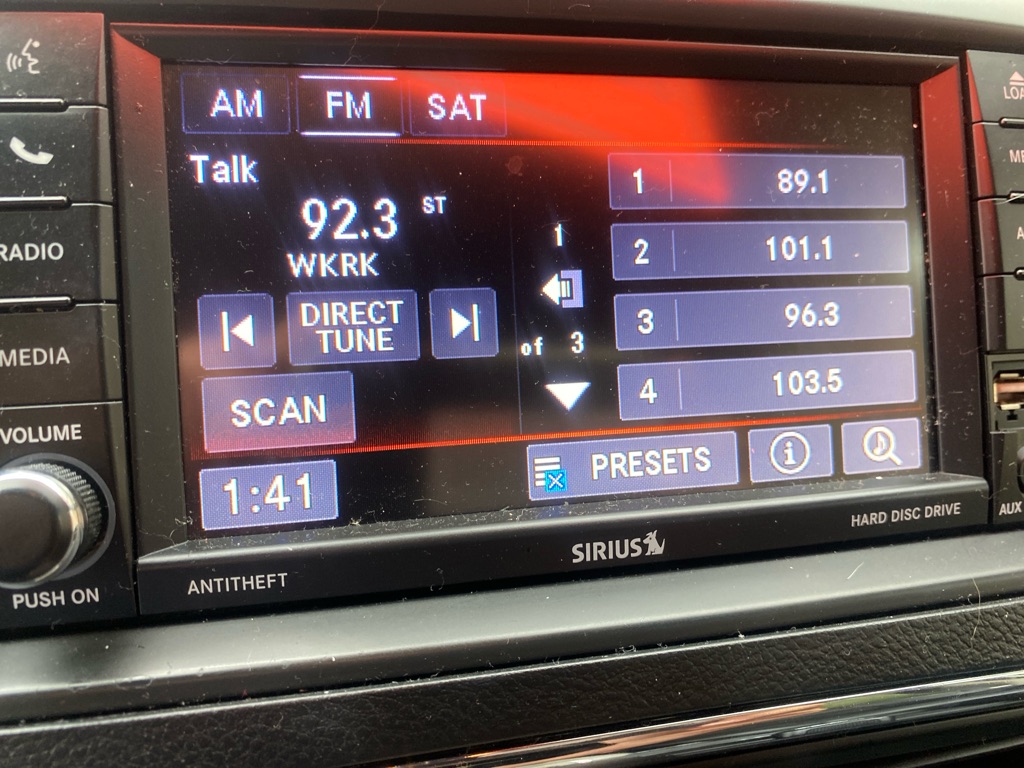 AM FM SAT
Talk
92.3 ST
WKRK
DIRECT
TUNE
SCAN
1:41
1
of 3
1 89.1
2 101.1
3 96.3
4 103.5
PRESETS
RADIO
MEDIA
VOLUME
PUSH ON
ANTITHEFT
SIRIUS
HARD DISC DRIVE
AUX